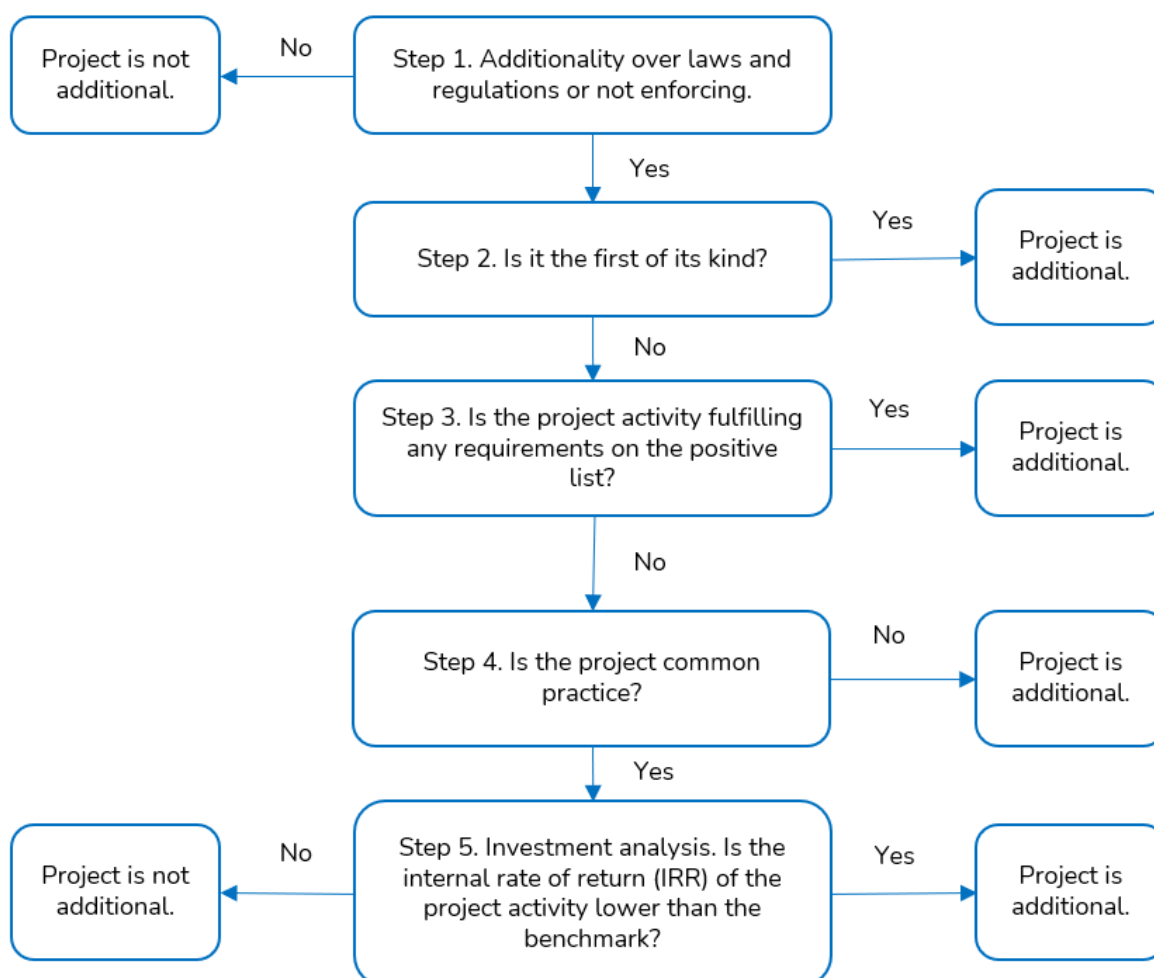 Project is not
additional.
No
Step 1. Additionality over laws and
regulations or not enforcing.
Yes
Step 2. Is it the first of its kind?
Yes
Project is
additional.
No
Step 3. Is the project activity fulfilling
any requirements on the positive
list?
Yes
Project is
additional.
No
Step 4. Is the project common
practice?
No
Project is
additional.
Yes
Project is not
additional.
No
Step 5. Investment analysis. Is the
internal rate of return (IRR) of the
project activity lower than the
benchmark?
Yes
Project is
additional.